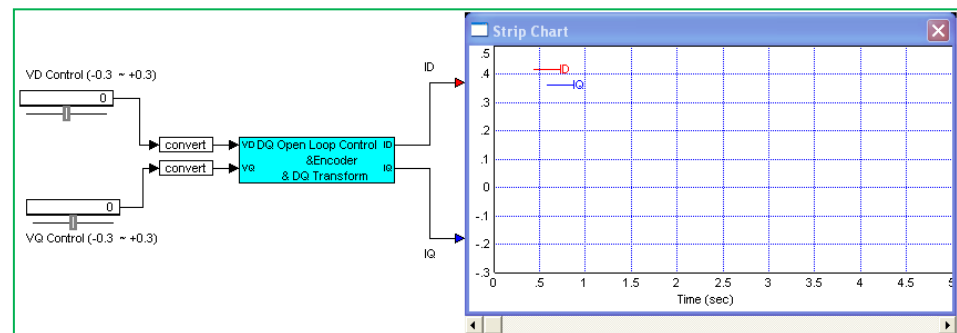 VD Control (-0.3 ~ +0.3)
0
convert
convert
VD DQ Open Loop Control ID
&Encoder
VQ IQ
& DQ Transform
0
VQ Control (-0.3 ~ +0.3)
ID
IQ
Strip Chart
.5
.4
.3
.2
.1
0
-.1
-.2
-.3
ID
IQ
0 .5 1 1.5 2 2.5 3 3.5 4 4.5 5
Time (sec)